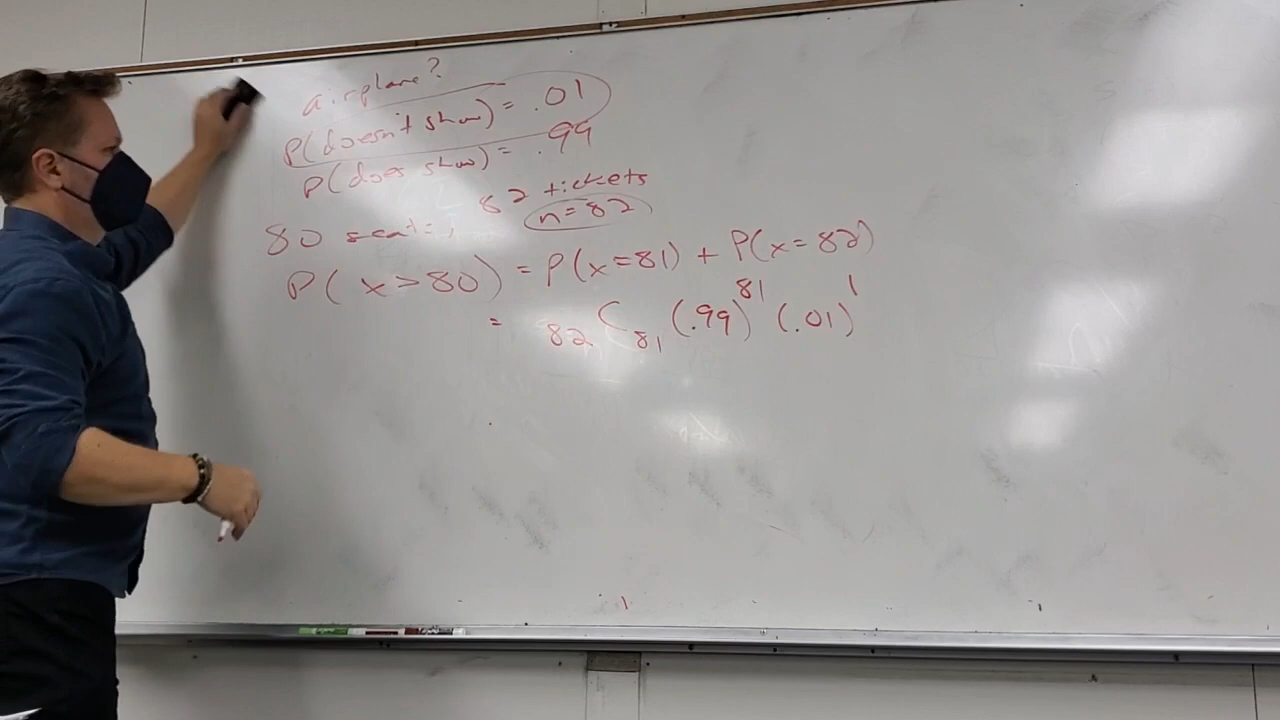 airplane?
P(doesn't show) = .01
P(does show) = .99
82 tickets
n=82
80 seats;
P(x>80) = P(x=81) + P(x=82)
= 82 C 81 (.99)^81 (.01)^1